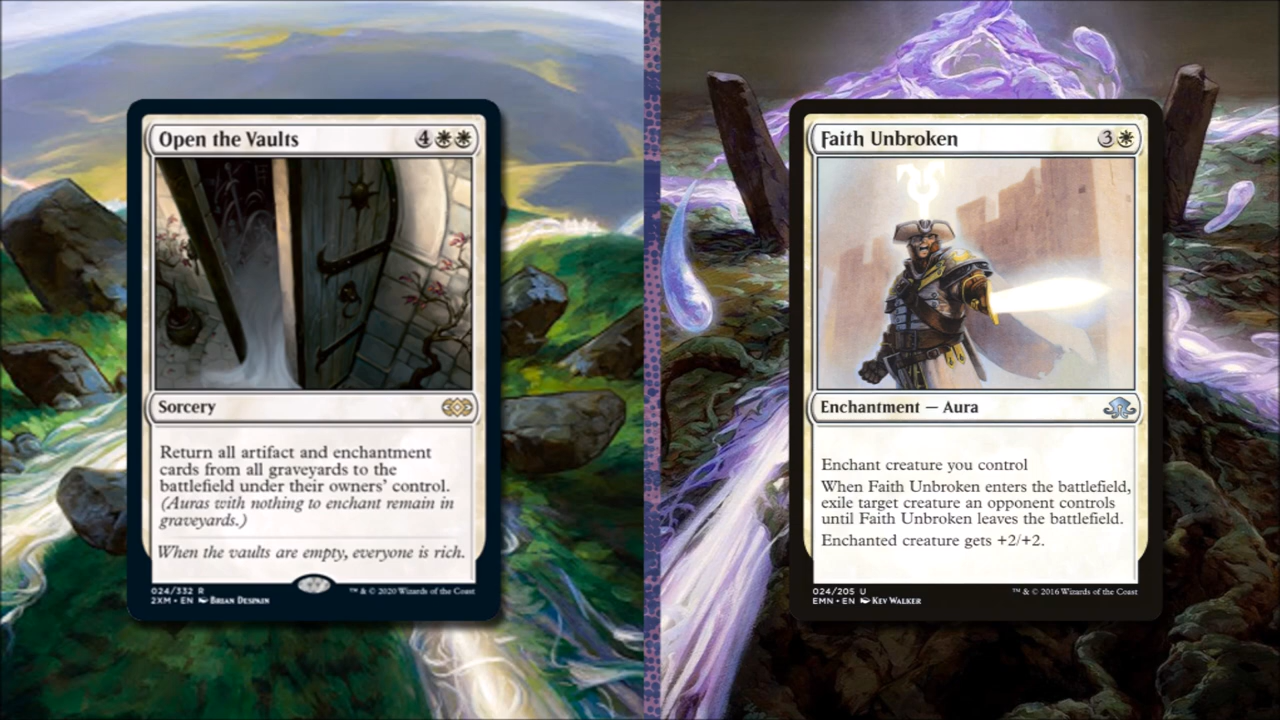 Open the Vaults 4
Sorcery
Return all artifact and enchantment
cards from all graveyards to the
battlefield under their owners' control.
(Auras with nothing to enchant remain in
graveyards.)
When the vaults are empty, everyone is rich.
024/332 R
2XM • EN Brian Despain
™ & © 2020 Wizards of the Coast
Faith Unbroken 3
Enchantment — Aura
Enchant creature you control
When Faith Unbroken enters the battlefield,
exile target creature an opponent controls
until Faith Unbroken leaves the battlefield.
Enchanted creature gets +2/+2.
024/205 U
EMN • EN Kev Walker
™ & © 2016 Wizards of the Coast